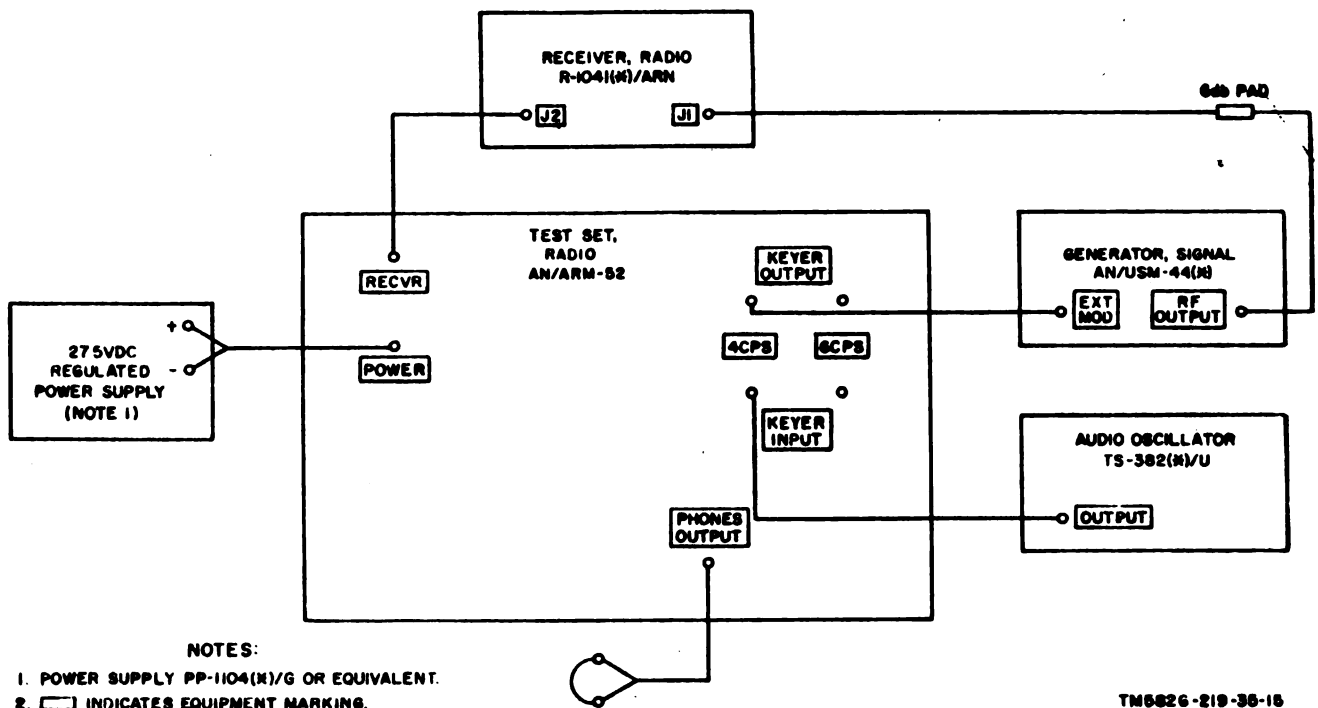 RECEIVER, RADIO
R-1041(*)/ARN
J2
J1
6db PAD
TEST SET,
RADIO
AN/ARM-52
KEYER
OUTPUT
GENERATOR, SIGNAL
AN/USM-44(*)
RECVR
EXT
MOD
RF
OUTPUT
+
27 5VDC
REGULATED
-
POWER SUPPLY
(NOTE 1)
POWER
4CPS
6CPS
KEYER
INPUT
AUDIO OSCILLATOR
TS-382(*)/U
OUTPUT
PHONES
OUTPUT
NOTES:
1. POWER SUPPLY PP-1104(*)/G OR EQUIVALENT.
2. INDICATES EQUIPMENT MARKING.
TM5826-219-35-15